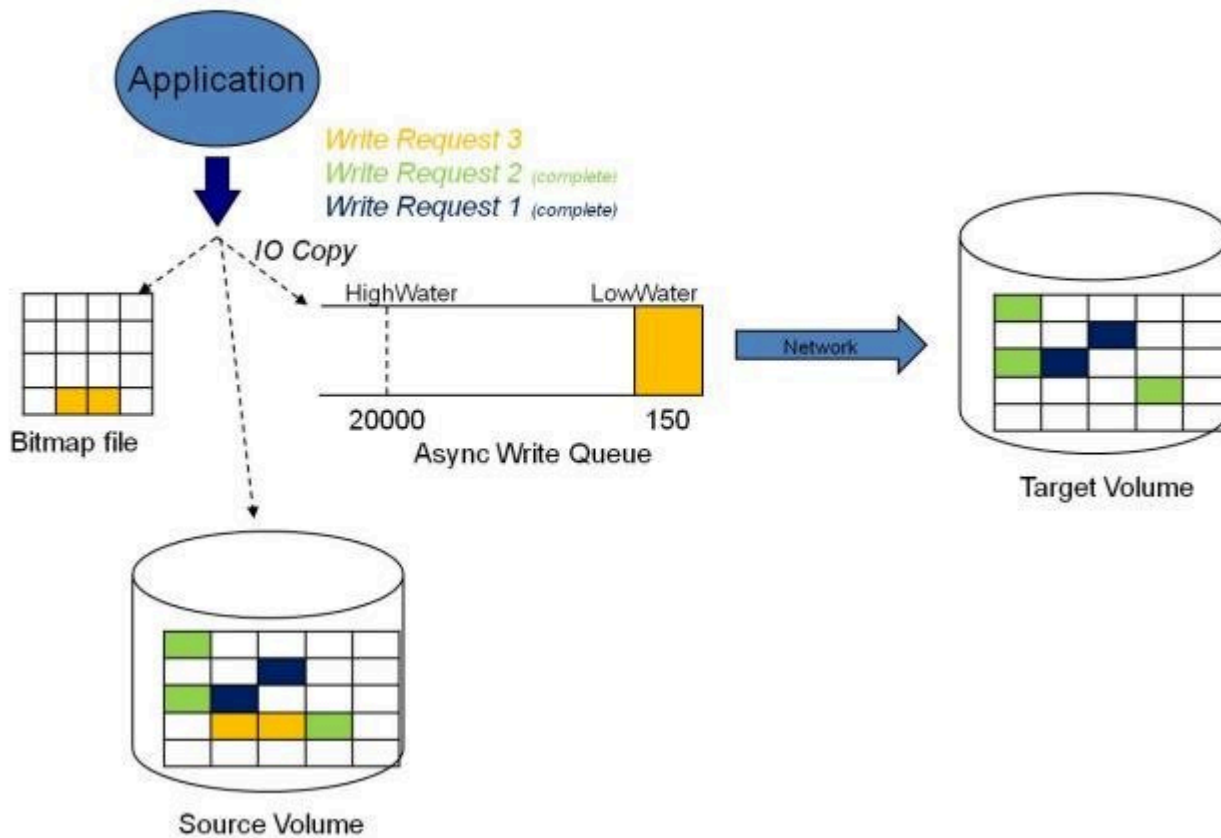 Application
Write Request 3
Write Request 2 (complete)
Write Request 1 (complete)
IO Copy
HighWater
LowWater
Network
20000
150
Bitmap file
Async Write Queue
Target Volume
Source Volume